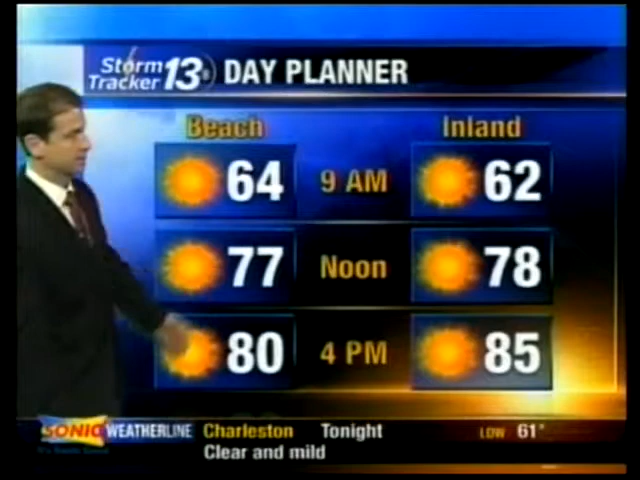 Storm Tracker 13 DAY PLANNER
Beach Inland
64 9 AM 62
77 Noon 78
80 4 PM 85
SONIC WEATHERLINE Charleston Tonight LOW 61°
Clear and mild